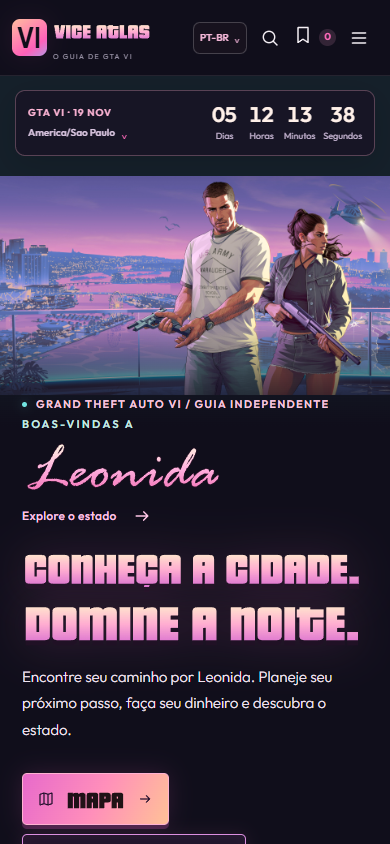 VI VICE ATLAS
O GUIA DE GTA VI
PT-BR
0
GTA VI · 19 NOV
America/Sao Paulo
05 12 13 38
Dias Horas Minutos Segundos
GRAND THEFT AUTO VI / GUIA INDEPENDENTE
BOAS-VINDAS A
Leonida
Explore o estado
CONHEÇA A CIDADE.
DOMINE A NOITE.
Encontre seu caminho por Leonida. Planeje seu
próximo passo, faça seu dinheiro e descubra o
estado.
MAPA